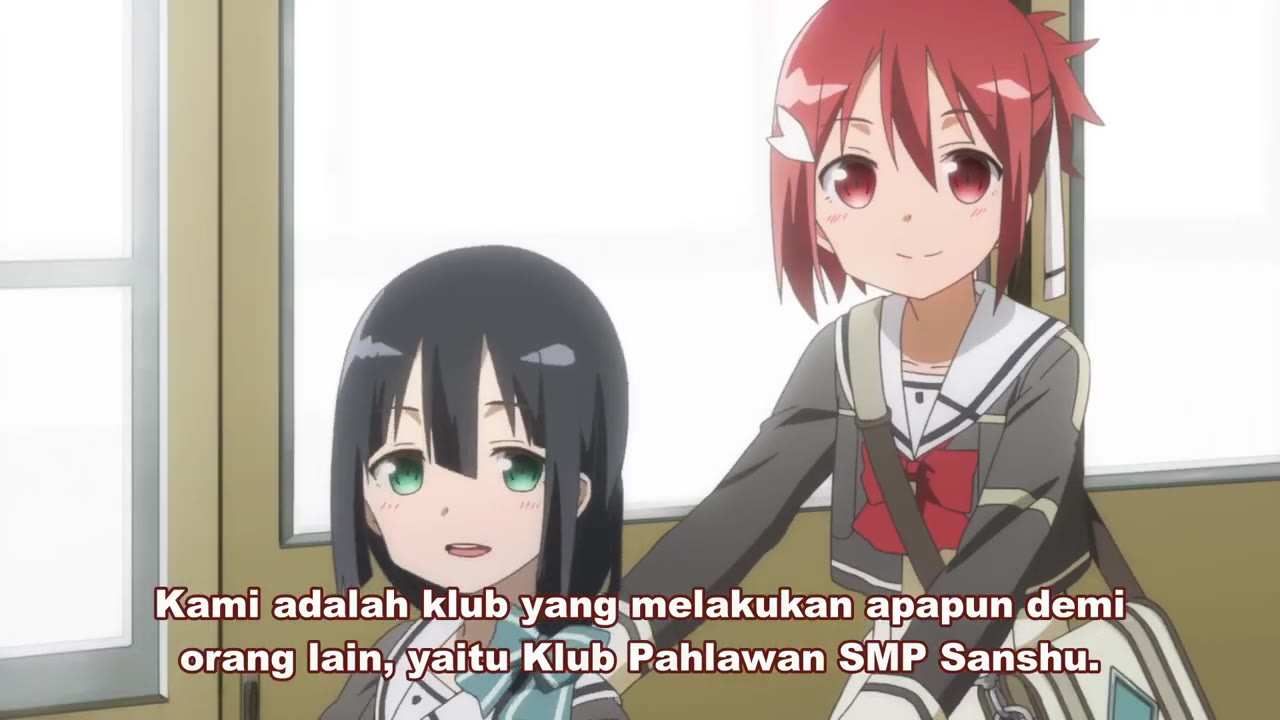 Kami adalah klub yang melakukan apapun demi
orang lain, yaitu Klub Pahlawan SMP Sanshu.